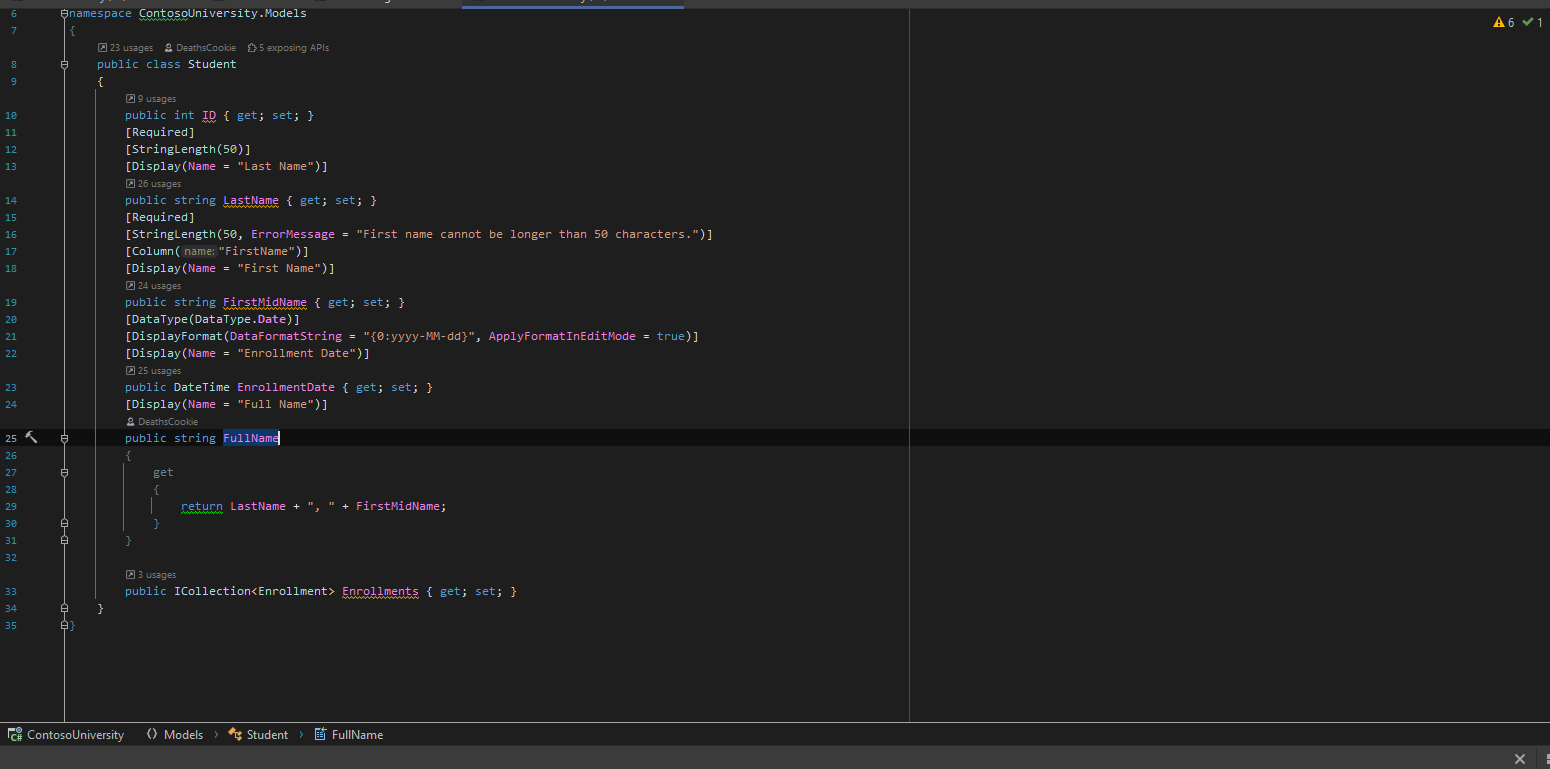 6 namespace ContosoUniversity.Models
7 {
23 usages DeathsCookie 5 exposing APIs
8 public class Student
9 {
9 usages
10 public int ID { get; set; }
11 [Required]
12 [StringLength(50)]
13 [Display(Name = "Last Name")]
26 usages
14 public string LastName { get; set; }
15 [Required]
16 [StringLength(50, ErrorMessage = "First name cannot be longer than 50 characters.")]
17 [Column(name: "FirstName")]
18 [Display(Name = "First Name")]
24 usages
19 public string FirstMidName { get; set; }
20 [DataType(DataType.Date)]
21 [DisplayFormat(DataFormatString = "{0:yyyy-MM-dd}", ApplyFormatInEditMode = true)]
22 [Display(Name = "Enrollment Date")]
25 usages
23 public DateTime EnrollmentDate { get; set; }
24 [Display(Name = "Full Name")]
DeathsCookie
25 public string FullName
26 {
27 get
28 {
29 return LastName + ", " + FirstMidName;
30 }
31 }
32
3 usages
33 public ICollection<Enrollment> Enrollments { get; set; }
34 }
35 }
6 1
ContosoUniversity Models › Student › FullName